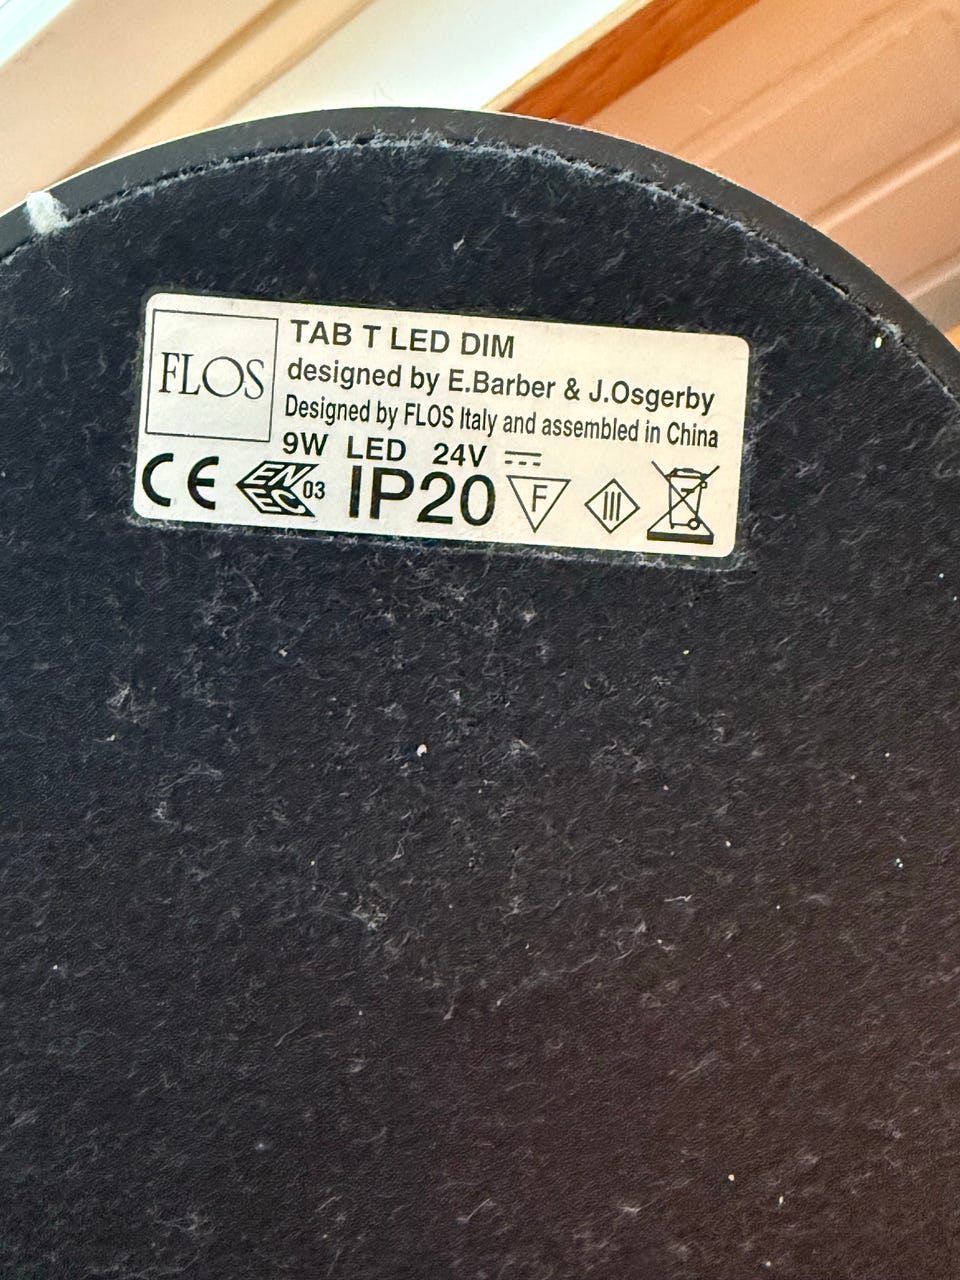 FLOS
TAB T LED DIM
designed by E.Barber & J.Osgerby
Designed by FLOS Italy and assembled in China
9W LED 24V ⎓
CE ENEC 03 IP20 F III